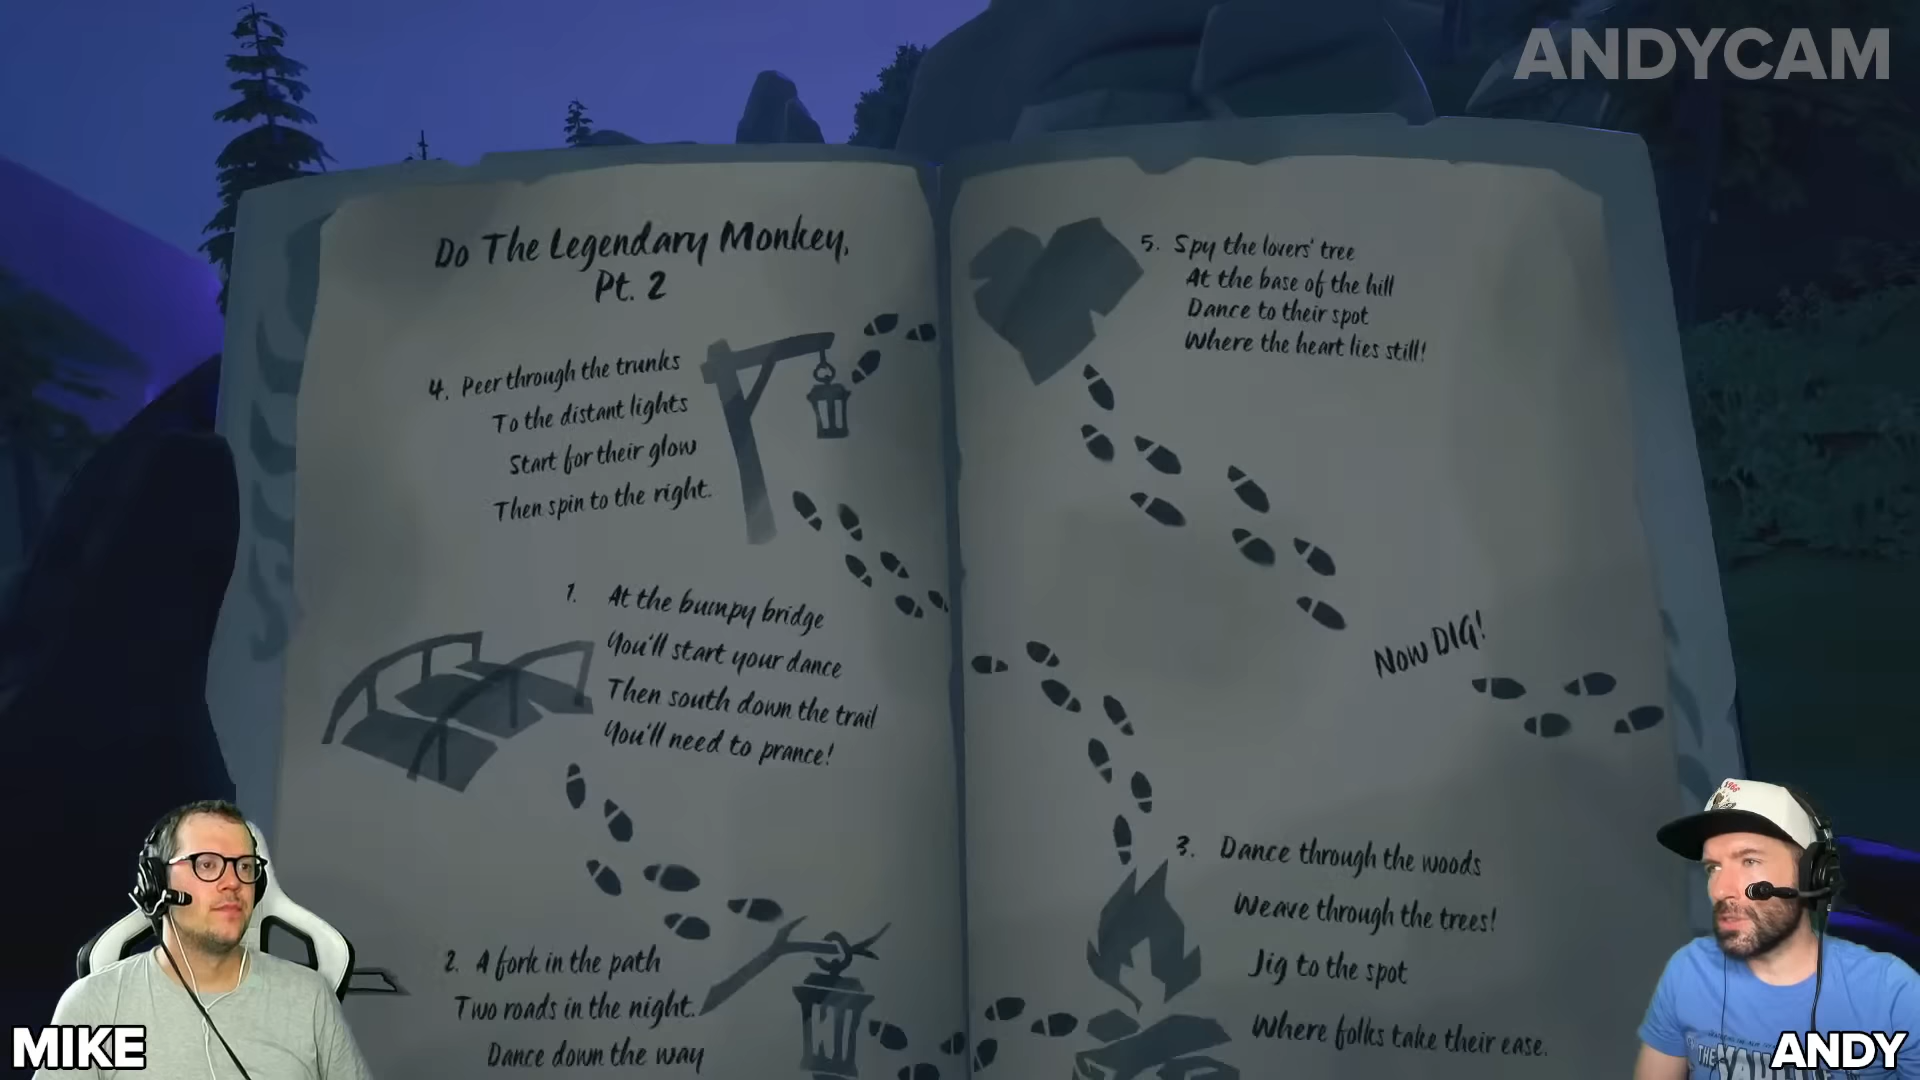 ANDYCAM
Do The Legendary Monkey,
Pt. 2
4. Peer through the trunks
To the distant lights
Start for their glow
Then spin to the right.
1. At the bumpy bridge
You'll start your dance
Then south down the trail
You'll need to prance!
2. A fork in the path
Two roads in the night.
Dance down the way
5. Spy the lovers' tree
At the base of the hill
Dance to their spot
Where the heart lies still!
Now DIG!
3. Dance through the woods
Weave through the trees!
Jig to the spot
Where folks take their ease.
MIKE
ANDY